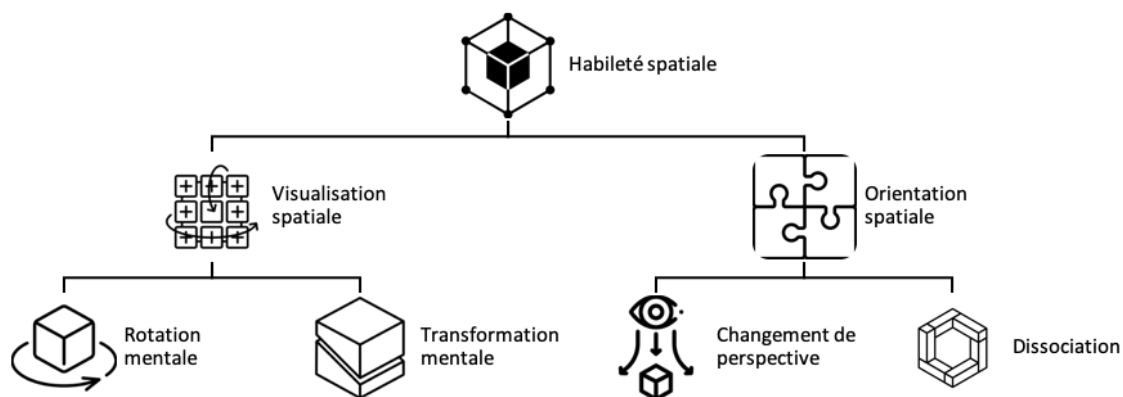 Habileté spatiale
Visualisation
spatiale
Orientation
spatiale
Rotation
mentale
Transformation
mentale
Changement de
perspective
Dissociation